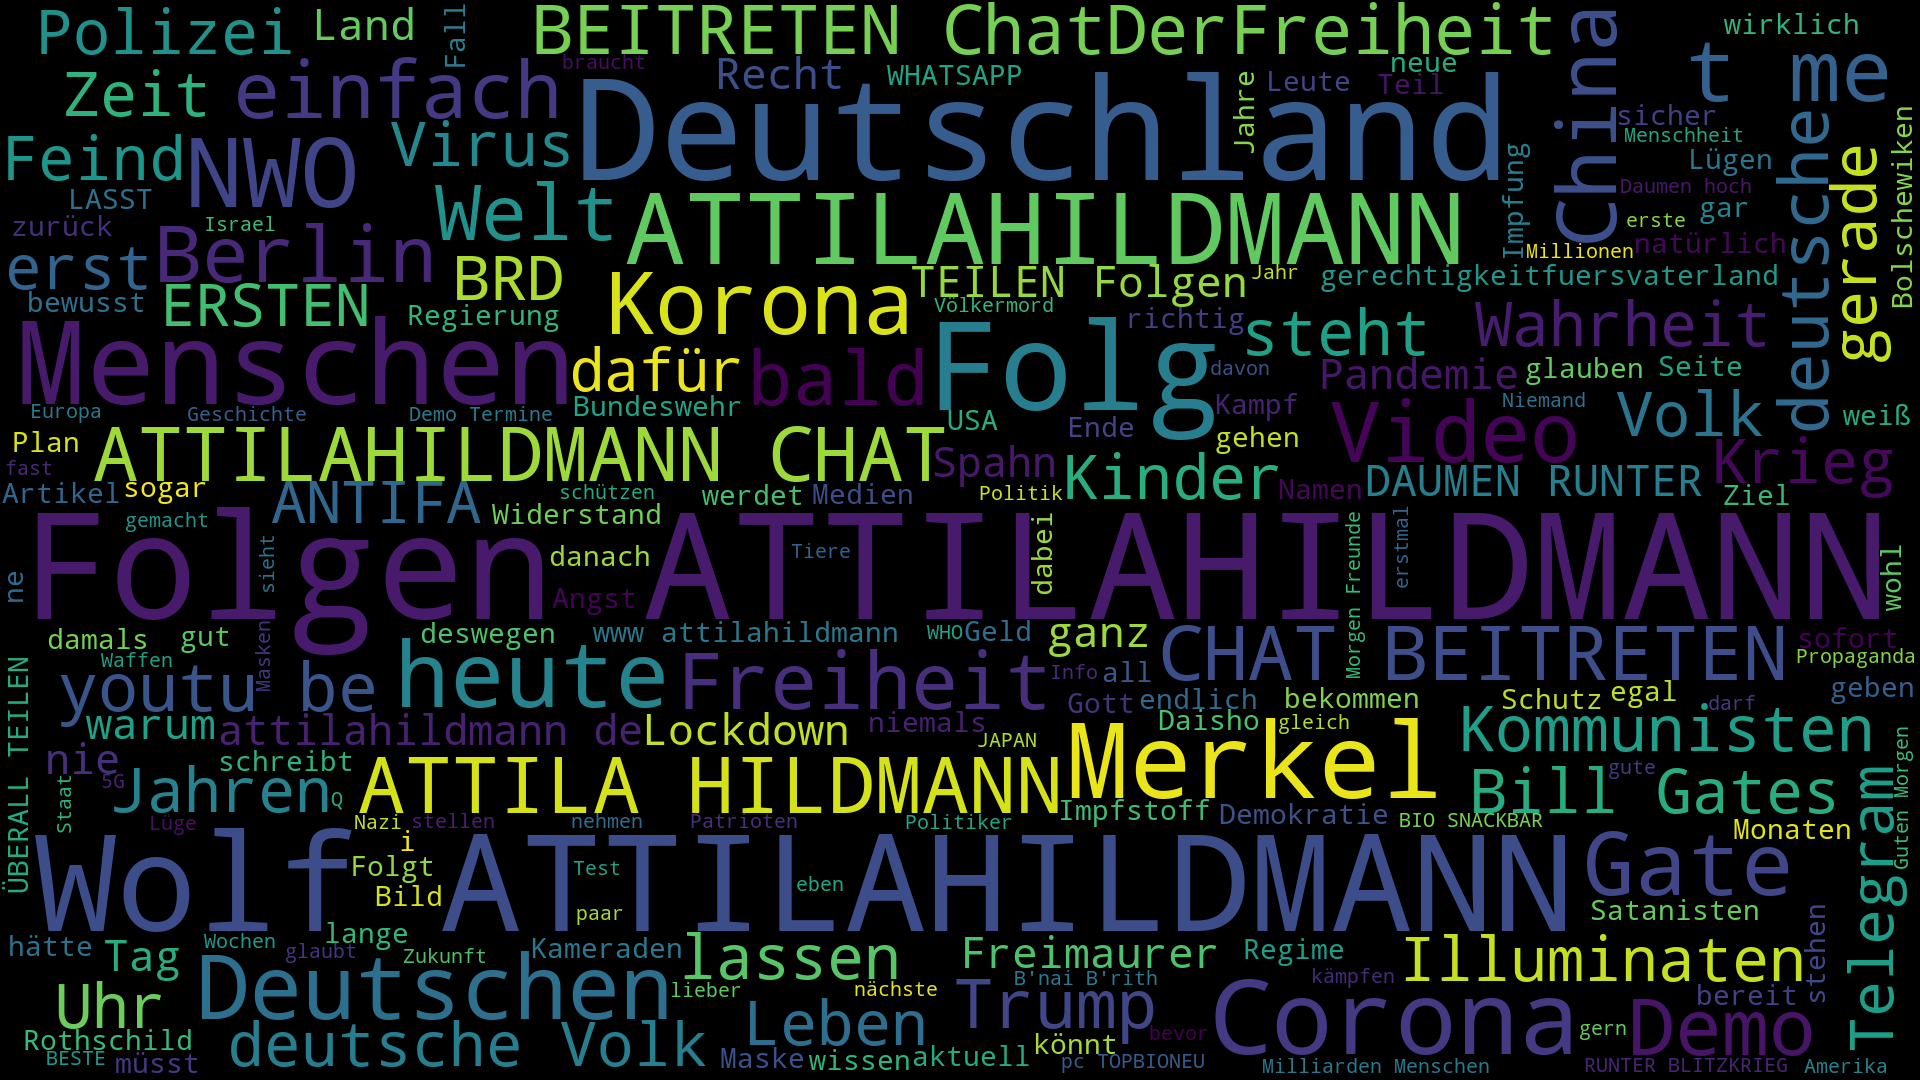 Polizei
Land
Fall
BEITRETEN ChatDerFreiheit
China
wirklich
t me
Zeit
einfach
braucht
Recht
WHATSAPP
Jahre
Leute
neue
Teil
Deutschland
sicher
Menschheit
deutsche
gerade
Bolschewiken
Feind
NWO
Virus
Impfung
Lügen
LASST
Welt
ATTILAHILDMANN
Daumen hoch
gar
zurück
Israel
Berlin
erste
natürlich
Millionen
erst
BRD
TEILEN Folgen
Jahr
gerechtigkeitfuersvaterland
bewusst
ERSTEN
Regierung
Korona
Völkermord
richtig
steht
Wahrheit
Menschen
dafür
bald
Folg
davon
Pandemie
glauben
Seite
Europa
Geschichte
Demo Termine
Bundeswehr
USA
Kampf
Ende
gehen
Video
Niemand
Volk
weiß
Plan
ATTILAHILDMANN CHAT
Spahn
Kinder
Krieg
fast
Artikel
sogar
ANTIFA
schützen
werdet
Medien
Politik
Namen
DAUMEN RUNTER
Ziel
gemacht
Widerstand
Folgen ATTILAHILDMANN
sieht
danach
Tiere
dabei
Morgen Freunde
erstmal
wohl
ne
Angst
damals
gut
Masken
deswegen
www attilahildmann
WHO
Geld
ganz
CHAT BEITRETEN
sofort
Waffen
Propaganda
ÜBERALL TEILEN
youtu be
heute
Freiheit
Info
all
Gott
endlich
bekommen
Schutz
egal
darf
geben
warum
attilahildmann de
Lockdown
niemals
Daisho
gleich
Kommunisten
JAPAN
nie
schreibt
Merkel
gute
Guten Morgen
Staat
5G
Jahren
Q
ATTILA HILDMANN
Bill Gates
Telegram
Impfstoff
Demokratie
BIO SNACKBAR
Lüge
Nazi
stellen
nehmen
Patrioten
Politiker
Monaten
Wolf ATTILAHILDMANN
i
Folgt
Test
Gate
Bild
eben
paar
Satanisten
hätte
Tag
Wochen
glaubt
lange
Zukunft
Kameraden
lassen
Freimaurer
Regime
Illuminaten
stehen
Deutschen
lieber
nächste
B'nai B'rith
kämpfen
Uhr
Trump
Corona
bereit
Rothschild
deutsche Volk
Leben
bevor
könnt
gern
Demo
BESTE
müsst
Maske
wissen
aktuell
pc TOPBIONEU
Milliarden Menschen
RUNTER BLITZKRIEG
Amerika